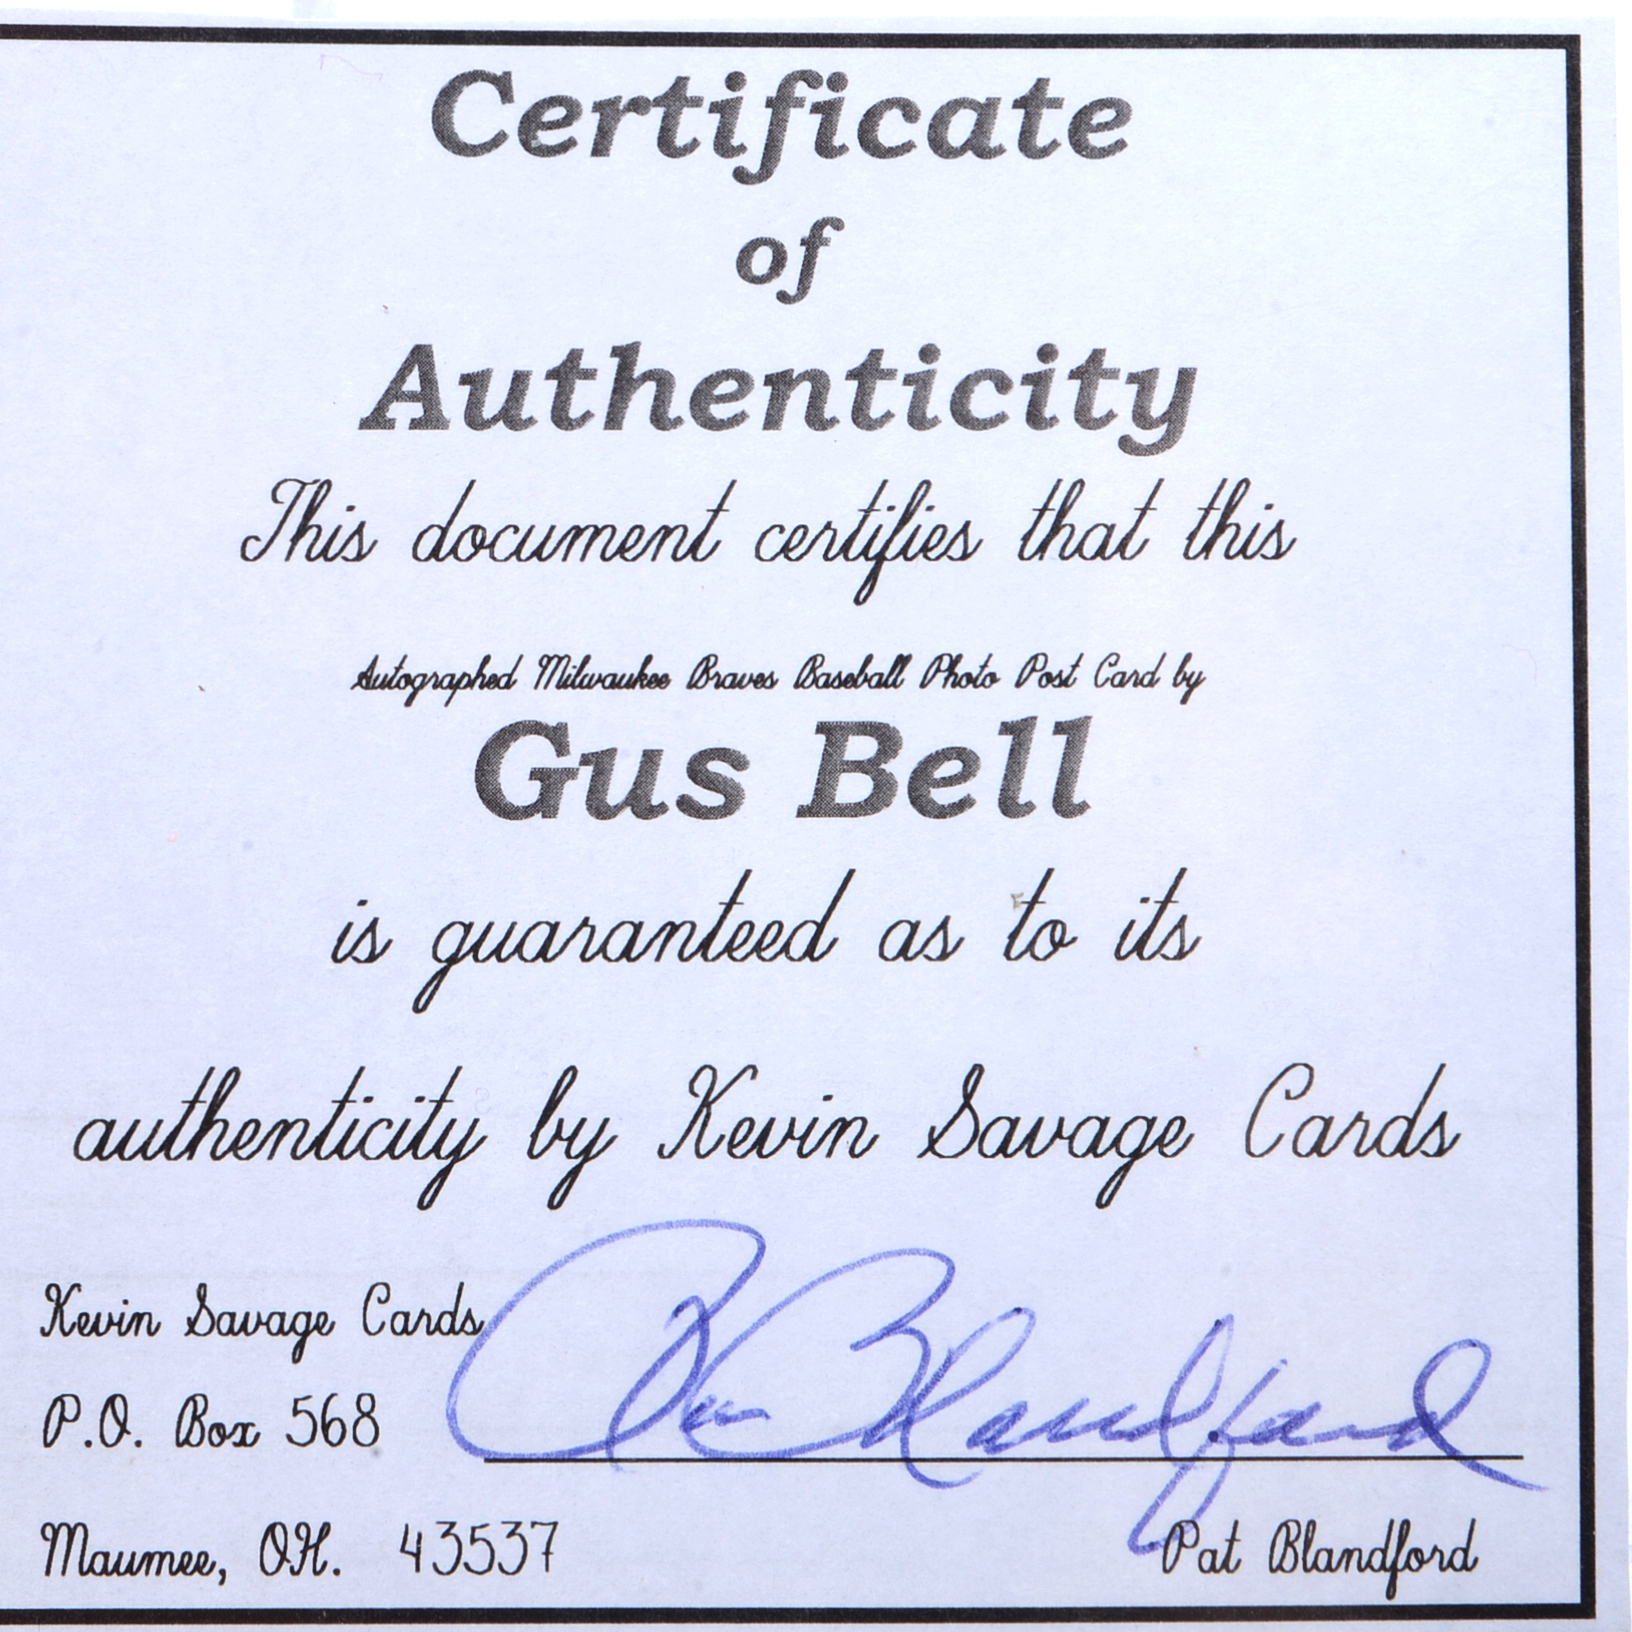 Certificate
of
Authenticity
This document certifies that this
Autographed Milwaukee Braves Baseball Photo Post Card by
Gus Bell
is guaranteed as to its
authenticity by Kevin Savage Cards
Kevin Savage Cards
P.O. Box 568
Pat Blandford
Maumee, OH. 43537
Pat Blandford